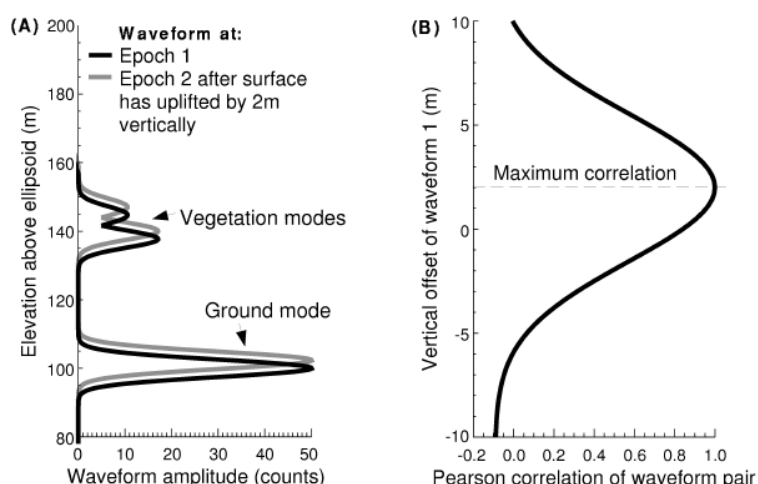 (A)
Waveform at:
Epoch 1
Epoch 2 after surface
has uplifted by 2m
vertically
Vegetation modes
Ground mode
Elevation above ellipsoid (m)
200
180
160
140
120
100
80
0 10 20 30 40 50
Waveform amplitude (counts)
(B)
Maximum correlation
Vertical offset of waveform 1 (m)
10
5
0
-5
-10
-0.2 0.0 0.2 0.4 0.6 0.8 1.0
Pearson correlation of waveform pair